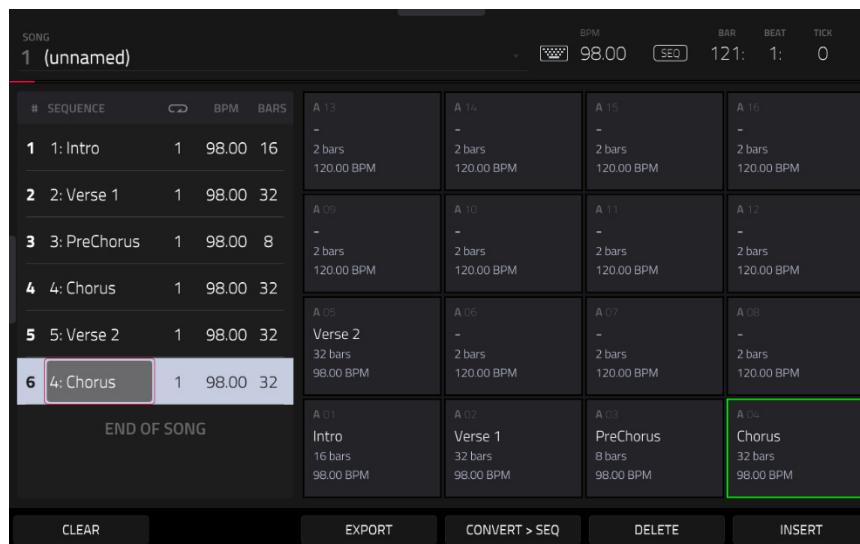 SONG
1 (unnamed)
BPM
98.00
SEQ
BAR BEAT TICK
121: 1: 0
# SEQUENCE BPM BARS
1 1: Intro 1 98.00 16
2 2: Verse 1 1 98.00 32
3 3: PreChorus 1 98.00 8
4 4: Chorus 1 98.00 32
5 5: Verse 2 1 98.00 32
6 4: Chorus 1 98.00 32
END OF SONG
A 13
-
2 bars
120.00 BPM
A 14
-
2 bars
120.00 BPM
A 15
-
2 bars
120.00 BPM
A 16
-
2 bars
120.00 BPM
A 09
-
2 bars
120.00 BPM
A 10
-
2 bars
120.00 BPM
A 11
-
2 bars
120.00 BPM
A 12
-
2 bars
120.00 BPM
A 05
Verse 2
32 bars
98.00 BPM
A 06
-
2 bars
120.00 BPM
A 07
-
2 bars
120.00 BPM
A 08
-
2 bars
120.00 BPM
A 01
Intro
16 bars
98.00 BPM
A 02
Verse 1
32 bars
98.00 BPM
A 03
PreChorus
8 bars
98.00 BPM
A 04
Chorus
32 bars
98.00 BPM
CLEAR EXPORT CONVERT > SEQ DELETE INSERT